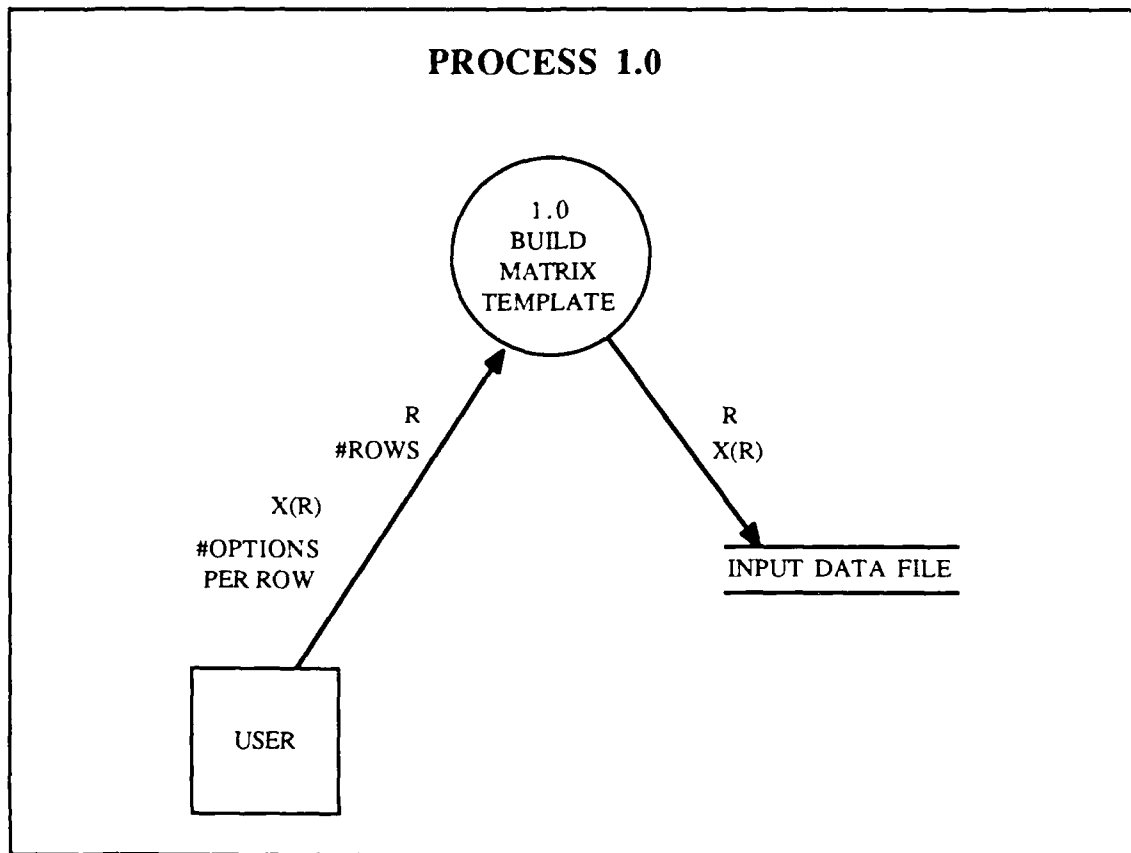 PROCESS 1.0
1.0
BUILD
MATRIX
TEMPLATE
R
#ROWS
X(R)
#OPTIONS
PER ROW
R
X(R)
INPUT DATA FILE
USER